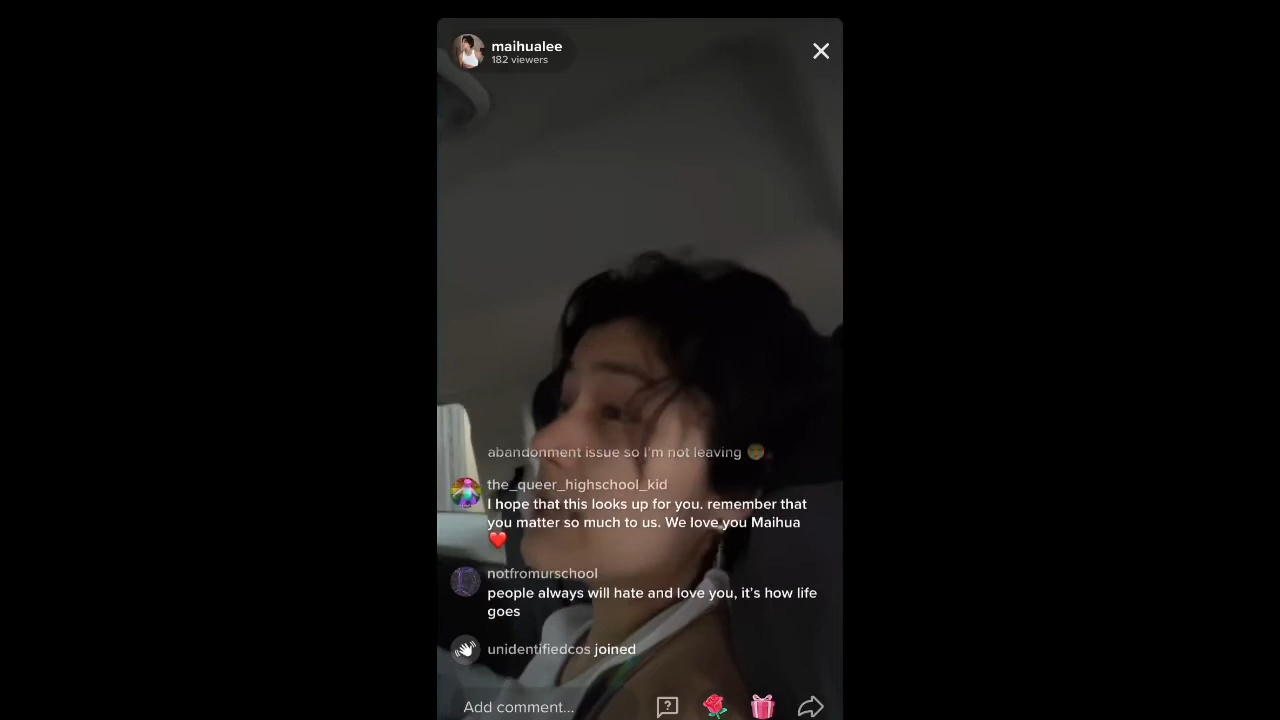 maihualee
182 viewers
abandonment issue so I'm not leaving
the_queer_highschool_kid
I hope that this looks up for you. remember that
you matter so much to us. We love you Maihua
notfromurschool
people always will hate and love you, it's how life
goes
unidentifiedcos joined
Add comment...